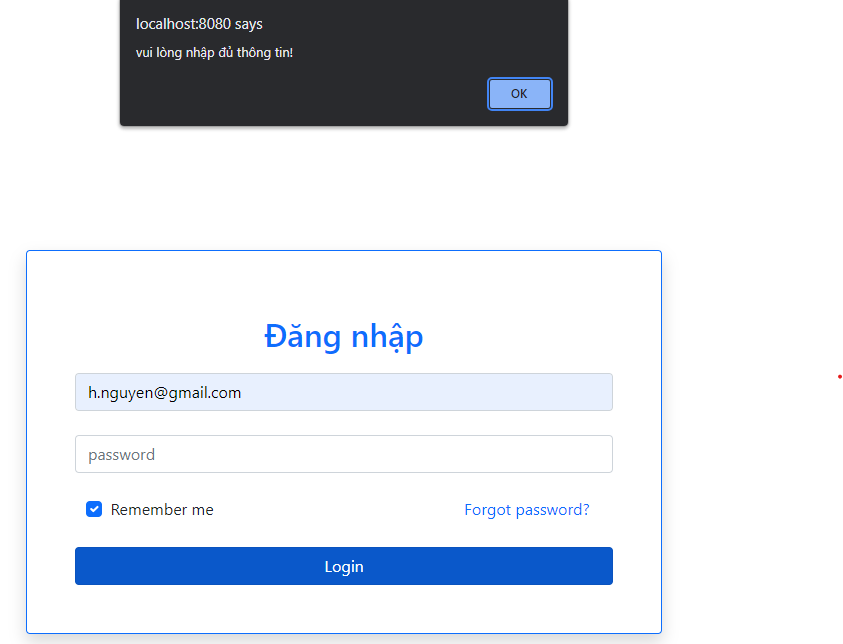 localhost:8080 says
vui lòng nhập đủ thông tin!
OK
Đăng nhập
h.nguyen@gmail.com
password
Remember me
Forgot password?
Login